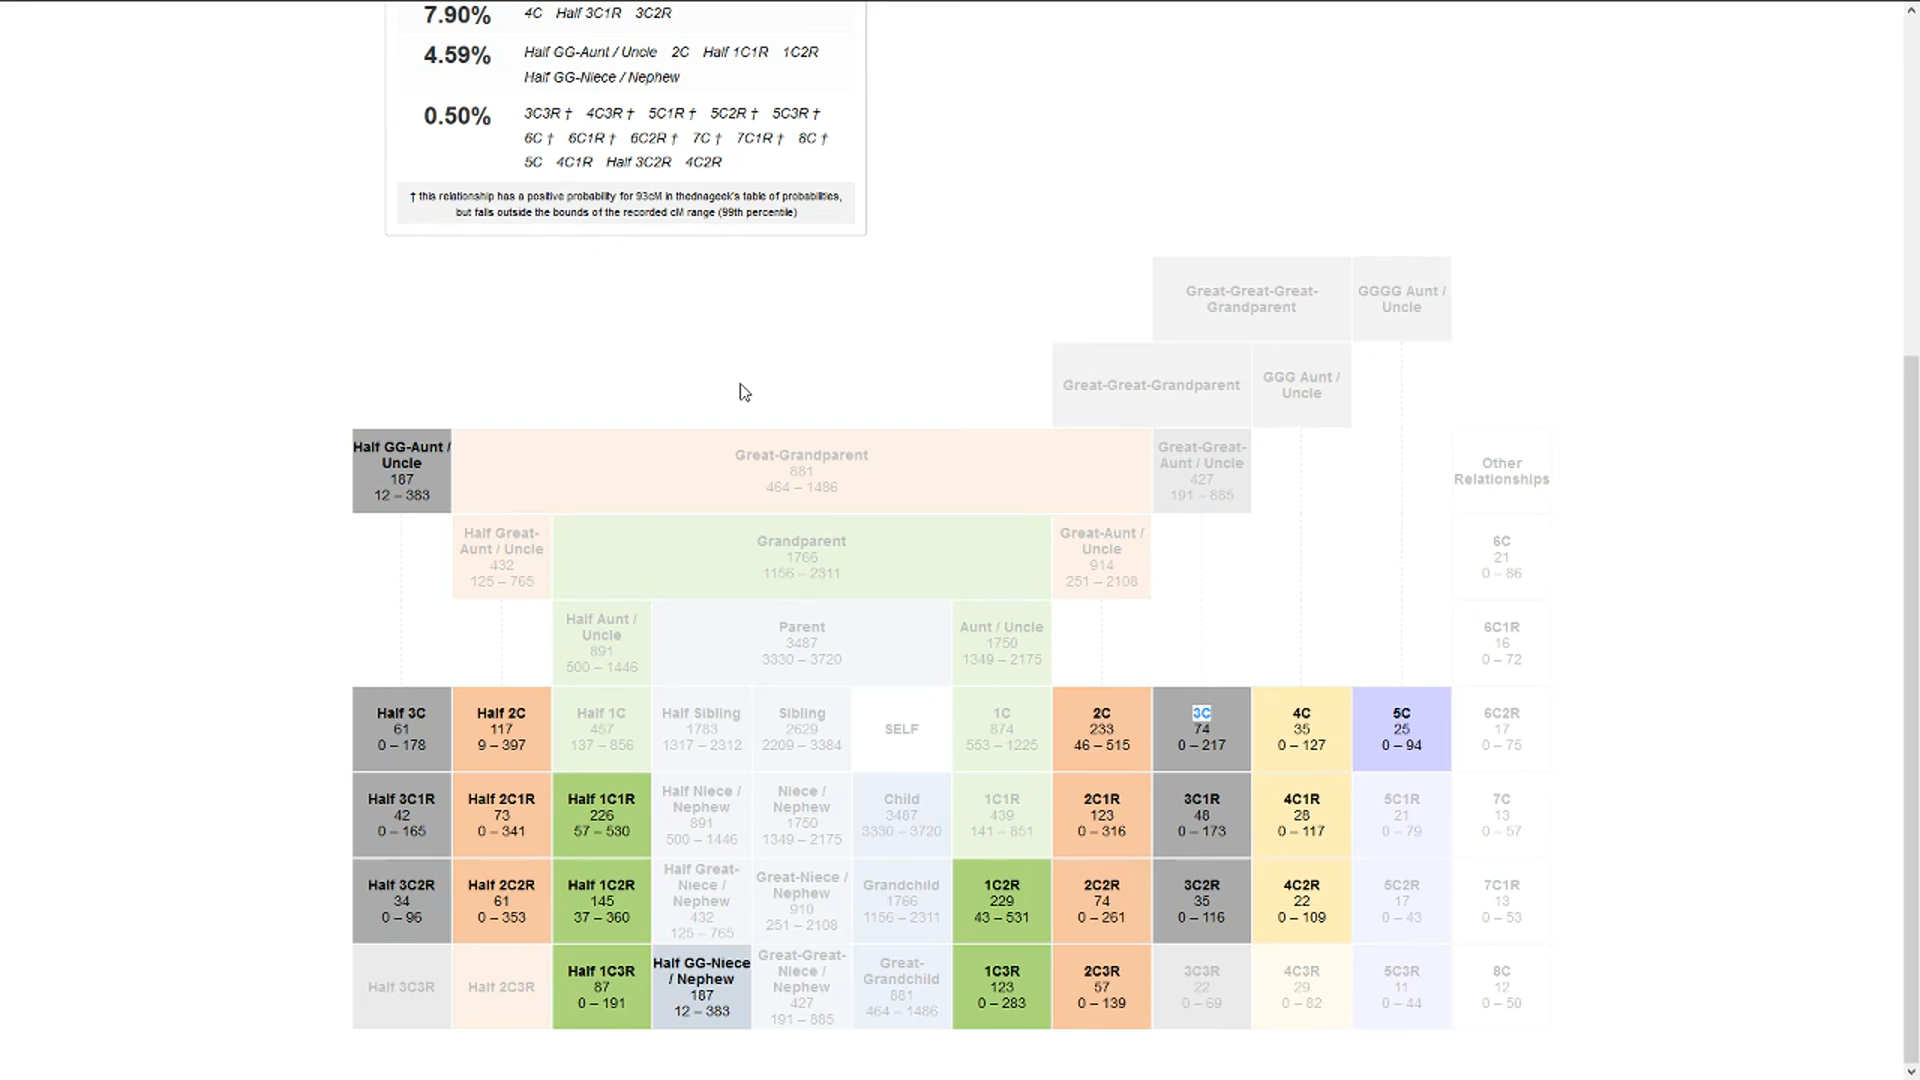 7.90% 4C Half 3C1R 3C2R
4.59% Half GG-Aunt / Uncle 2C Half 1C1R 1C2R
Half GG-Niece / Nephew
0.50% 3C3R † 4C3R † 5C1R † 5C2R † 5C3R †
6C † 6C1R † 6C2R † 7C † 7C1R † 8C †
5C 4C1R Half 3C2R 4C2R
† this relationship has a positive probability for 93cM in thednageek's table of probabilities,
but falls outside the bounds of the recorded cM range (99th percentile)
Great-Great-Great-
Grandparent
GGGG Aunt /
Uncle
Great-Great-Grandparent
GGG Aunt /
Uncle
Half GG-Aunt /
Uncle
187
12 – 383
Great-Grandparent
881
464 – 1486
Great-Great-
Aunt / Uncle
427
191 – 885
Other
Relationships
Half Great-
Aunt / Uncle
432
125 – 765
Grandparent
1766
1156 – 2311
Great-Aunt /
Uncle
914
251 – 2108
6C
21
0 – 86
Half Aunt /
Uncle
891
500 – 1446
Parent
3487
3330 – 3720
Aunt / Uncle
1750
1349 – 2175
6C1R
16
0 – 72
Half 3C
61
0 – 178
Half 2C
117
9 – 397
Half 1C
457
137 – 856
Half Sibling
1783
1317 – 2312
Sibling
2629
2209 – 3384
SELF
1C
874
553 – 1225
2C
233
46 – 515
3C
74
0 – 217
4C
35
0 – 127
5C
25
0 – 94
6C2R
17
0 – 75
Half 3C1R
42
0 – 165
Half 2C1R
73
0 – 341
Half 1C1R
226
57 – 530
Half Niece /
Nephew
891
500 – 1446
Niece /
Nephew
1750
1349 – 2175
Child
3487
3330 – 3720
1C1R
439
141 – 851
2C1R
123
0 – 316
3C1R
48
0 – 173
4C1R
28
0 – 117
5C1R
21
0 – 79
7C
13
0 – 57
Half 3C2R
34
0 – 96
Half 2C2R
61
0 – 353
Half 1C2R
145
37 – 360
Half Great-
Niece /
Nephew
432
125 – 765
Great-Niece /
Nephew
910
251 – 2108
Grandchild
1766
1156 – 2311
1C2R
229
43 – 531
2C2R
74
0 – 261
3C2R
35
0 – 116
4C2R
22
0 – 109
5C2R
17
0 – 43
7C1R
13
0 – 53
Half 3C3R
Half 2C3R
Half 1C3R
87
0 – 191
Half GG-Niece
/ Nephew
187
12 – 383
Great-Great-
Niece /
Nephew
427
191 – 885
Great-
Grandchild
881
464 – 1486
1C3R
123
0 – 283
2C3R
57
0 – 139
3C3R
22
0 – 69
4C3R
29
0 – 82
5C3R
11
0 – 44
8C
12
0 – 50